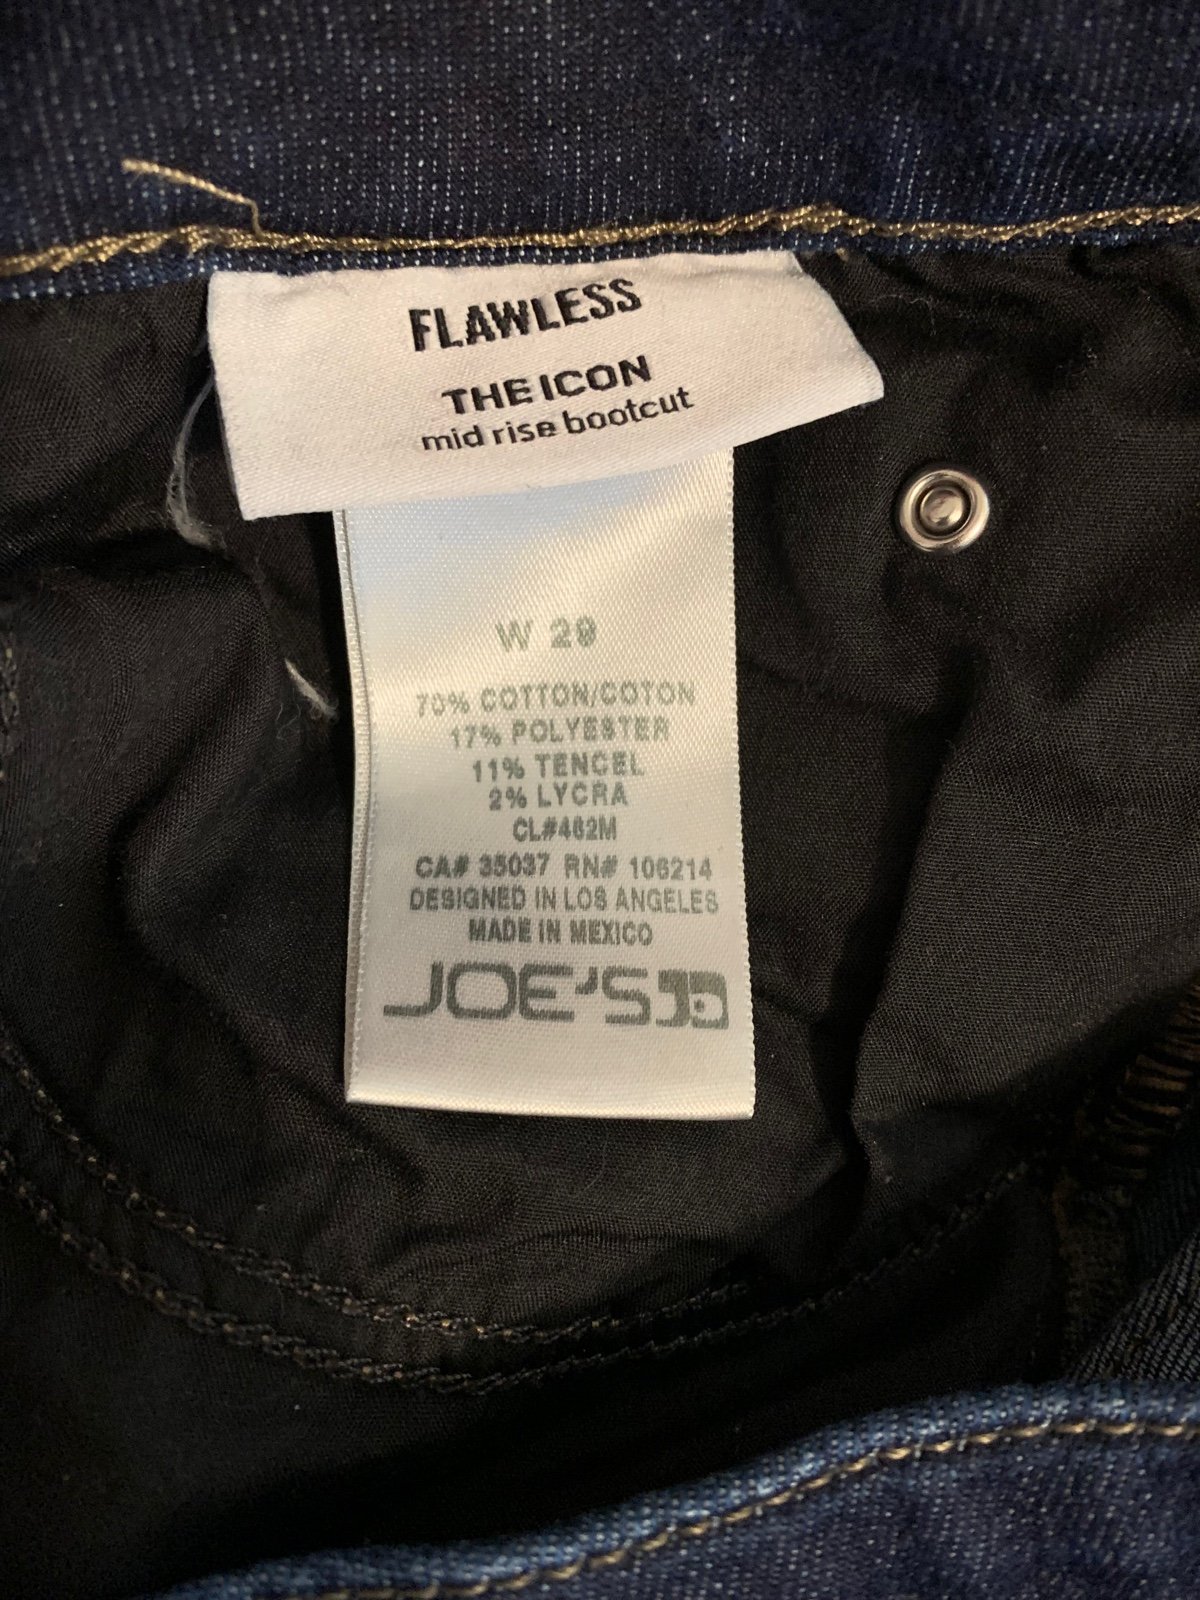 FLAWLESS
THE ICON
mid rise bootcut
W 29
70% COTTON/COTON
17% POLYESTER
11% TENCEL
2% LYCRA
CL#462M
CA# 35037 RN# 106214
DESIGNED IN LOS ANGELES
MADE IN MEXICO
JOE'S